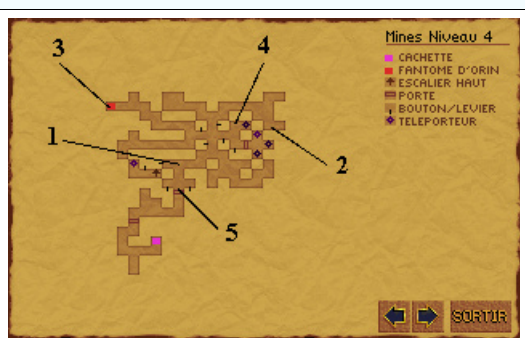 Mines Niveau 4
CACHETTE
FANTOME D'ORIN
ESCALIER HAUT
PORTE
BOUTON/LEVIER
TELEPORTEUR
3
4
1
2
5
SORTIR